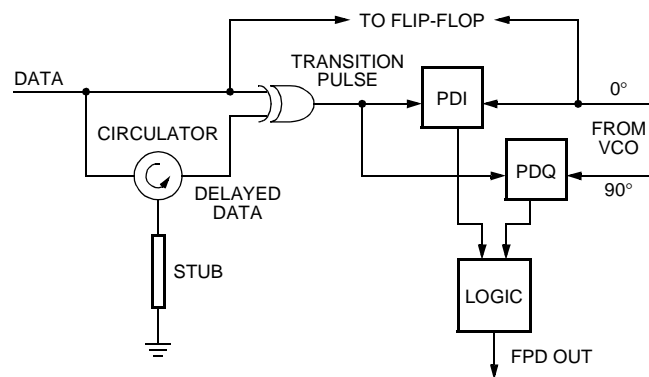 TO FLIP-FLOP
DATA
TRANSITION
PULSE
PDI
0°
CIRCULATOR
FROM
VCO
DELAYED
DATA
PDQ
90°
STUB
LOGIC
FPD OUT